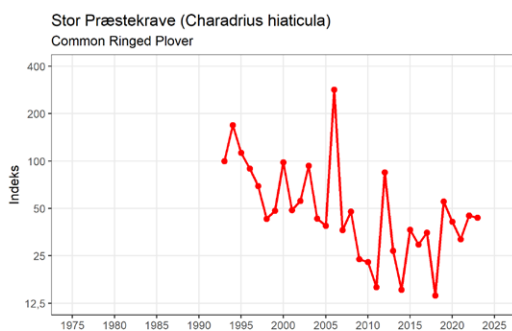 Stor Præstekrave (Charadrius hiaticula)
Common Ringed Plover
400
200
100
50
25
12,5
Indeks
1975 1980 1985 1990 1995 2000 2005 2010 2015 2020 2025